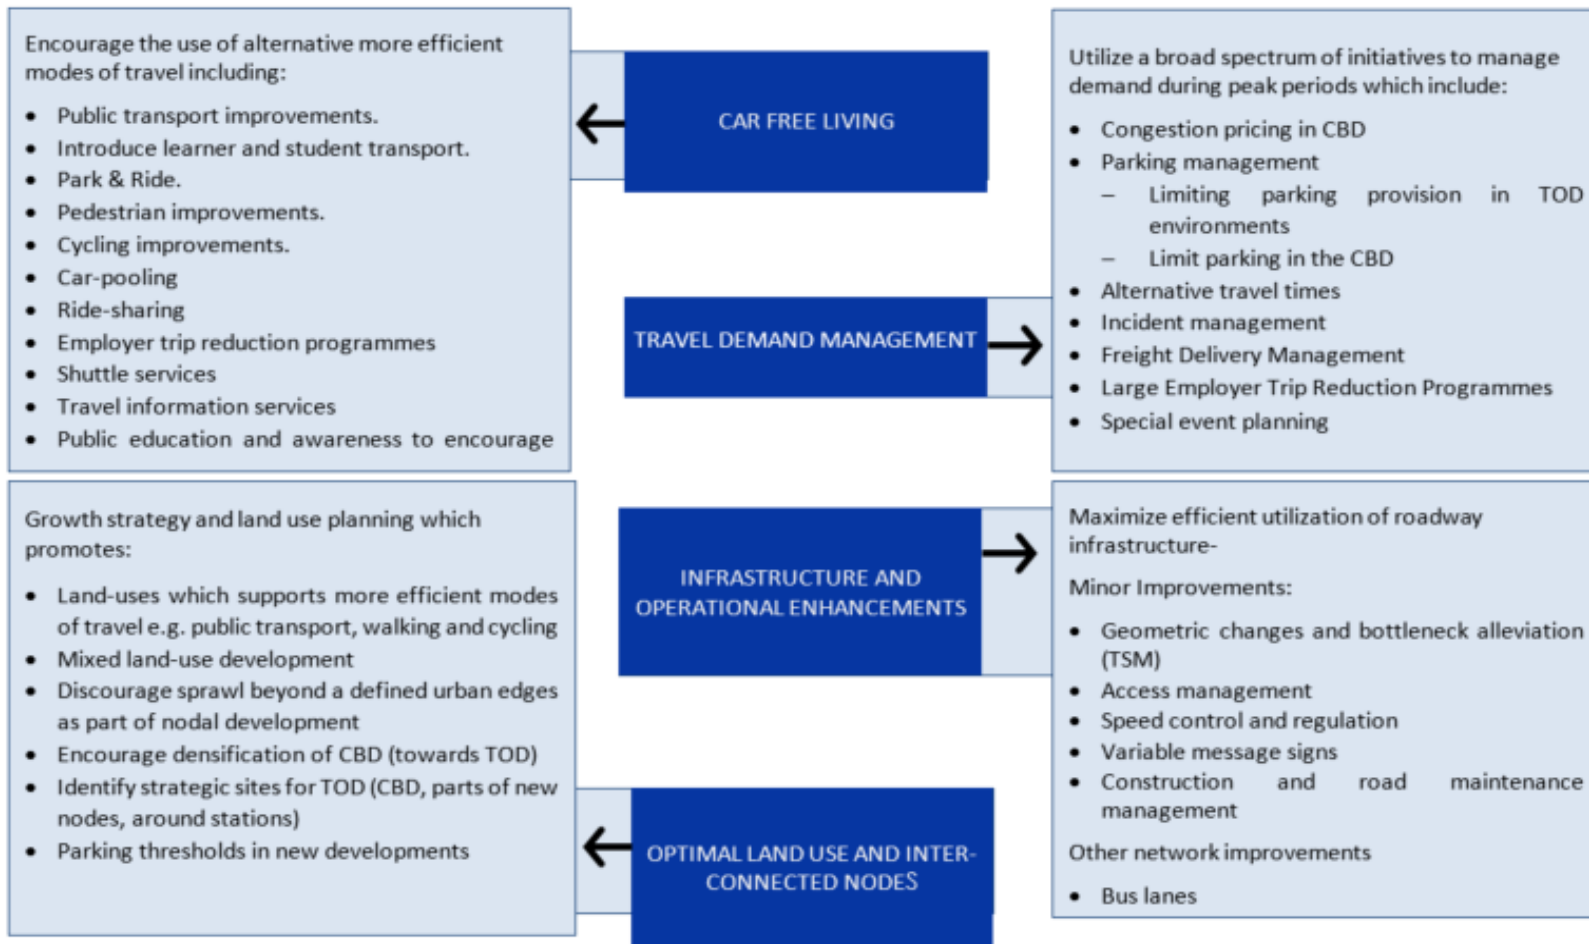 Encourage the use of alternative more efficient
modes of travel including:
• Public transport improvements.
• Introduce learner and student transport.
• Park & Ride.
• Pedestrian improvements.
• Cycling improvements.
• Car-pooling
• Ride-sharing
• Employer trip reduction programmes
• Shuttle services
• Travel information services
• Public education and awareness to encourage
CAR FREE LIVING
TRAVEL DEMAND MANAGEMENT
Utilize a broad spectrum of initiatives to manage
demand during peak periods which include:
• Congestion pricing in CBD
• Parking management
– Limiting parking provision in TOD
environments
– Limit parking in the CBD
• Alternative travel times
• Incident management
• Freight Delivery Management
• Large Employer Trip Reduction Programmes
• Special event planning
Growth strategy and land use planning which
promotes:
• Land-uses which supports more efficient modes
of travel e.g. public transport, walking and cycling
• Mixed land-use development
• Discourage sprawl beyond a defined urban edges
as part of nodal development
• Encourage densification of CBD (towards TOD)
• Identify strategic sites for TOD (CBD, parts of new
nodes, around stations)
• Parking thresholds in new developments
INFRASTRUCTURE AND
OPERATIONAL ENHANCEMENTS
OPTIMAL LAND USE AND INTER-
CONNECTED NODES
Maximize efficient utilization of roadway
infrastructure-
Minor Improvements:
• Geometric changes and bottleneck alleviation
(TSM)
• Access management
• Speed control and regulation
• Variable message signs
• Construction and road maintenance
management
Other network improvements
• Bus lanes